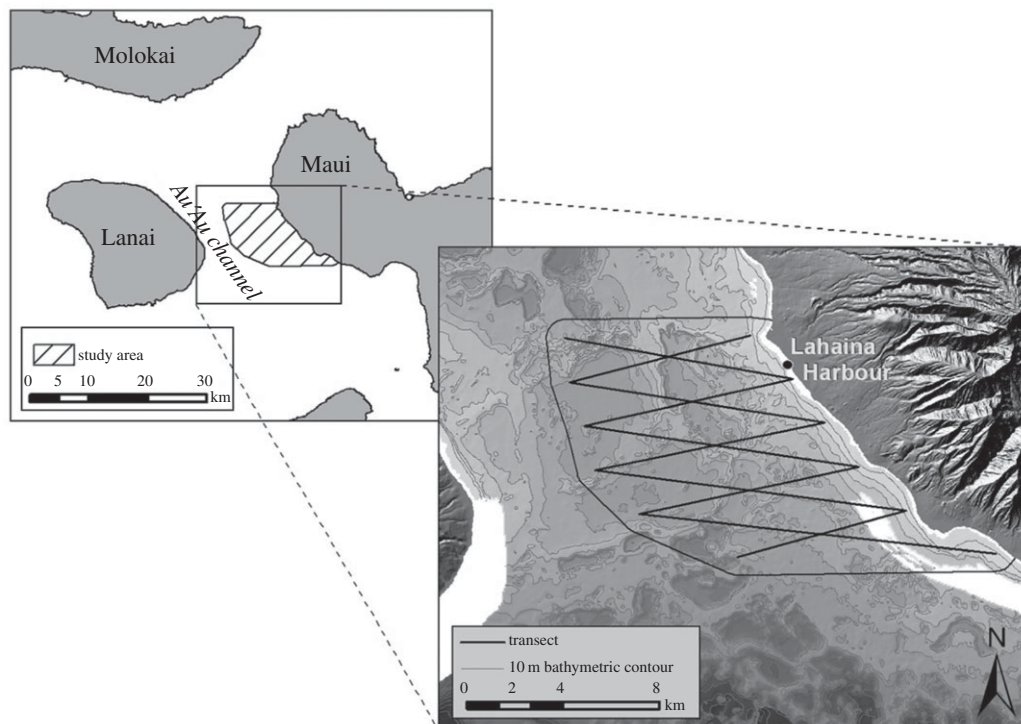 Molokai
Maui
Lanai
Au'Au channel
study area
0 5 10 20 30
km
Lahaina
Harbour
transect
10 m bathymetric contour
0 2 4 8
km
N